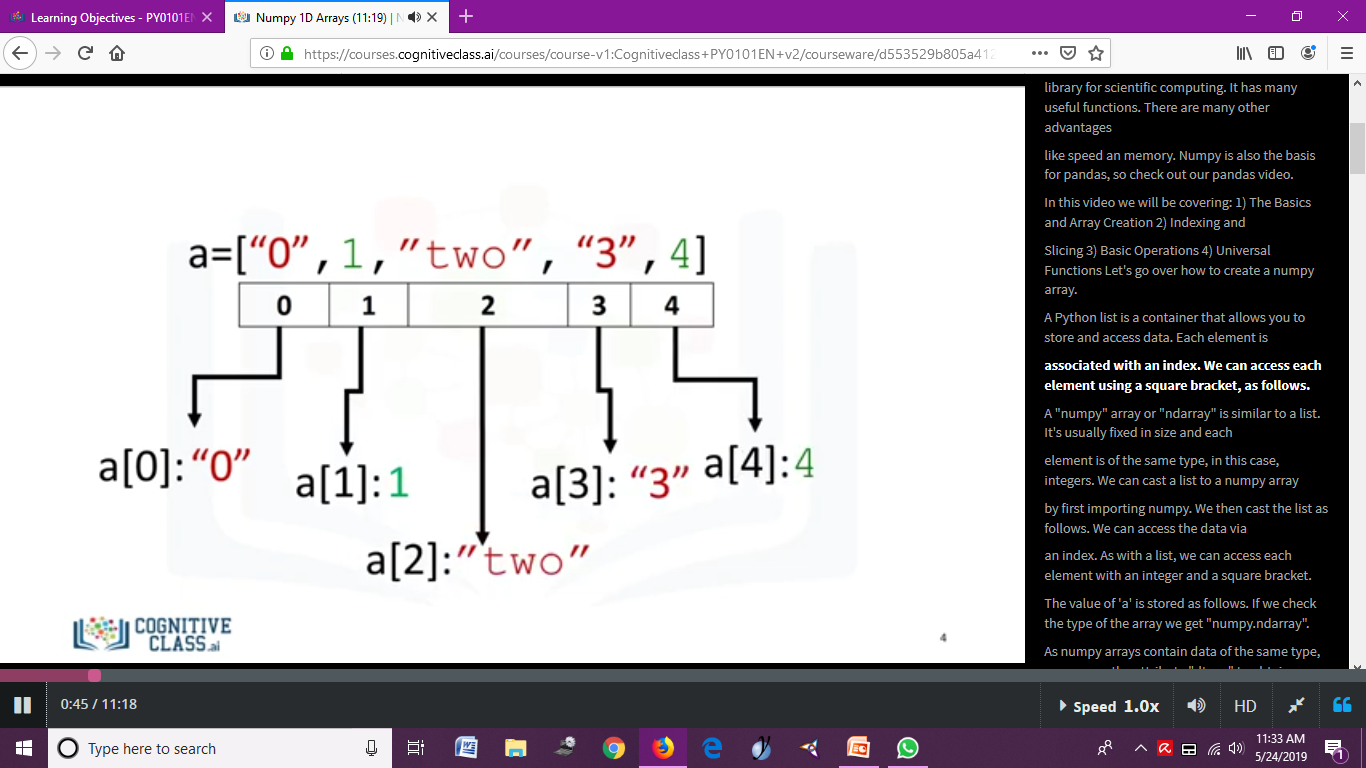 Learning Objectives - PY0101EN
Numpy 1D Arrays (11:19) | N
https://courses.cognitiveclass.ai/courses/course-v1:Cognitiveclass+PY0101EN+v2/courseware/d553529b805a412
a=["0", 1, "two", "3", 4]
0 1 2 3 4
a[0]: "0"
a[1]: 1
a[2]: "two"
a[3]: "3"
a[4]: 4
COGNITIVE
CLASS.ai
4
library for scientific computing. It has many
useful functions. There are many other
advantages
like speed an memory. Numpy is also the basis
for pandas, so check out our pandas video.
In this video we will be covering: 1) The Basics
and Array Creation 2) Indexing and
Slicing 3) Basic Operations 4) Universal
Functions Let's go over how to create a numpy
array.
A Python list is a container that allows you to
store and access data. Each element is
associated with an index. We can access each
element using a square bracket, as follows.
A "numpy" array or "ndarray" is similar to a list.
It's usually fixed in size and each
element is of the same type, in this case,
integers. We can cast a list to a numpy array
by first importing numpy. We then cast the list as
follows. We can access the data via
an index. As with a list, we can access each
element with an integer and a square bracket.
The value of 'a' is stored as follows. If we check
the type of the array we get "numpy.ndarray".
As numpy arrays contain data of the same type,
0:45 / 11:18
Speed 1.0x
HD
Type here to search
11:33 AM
5/24/2019
1